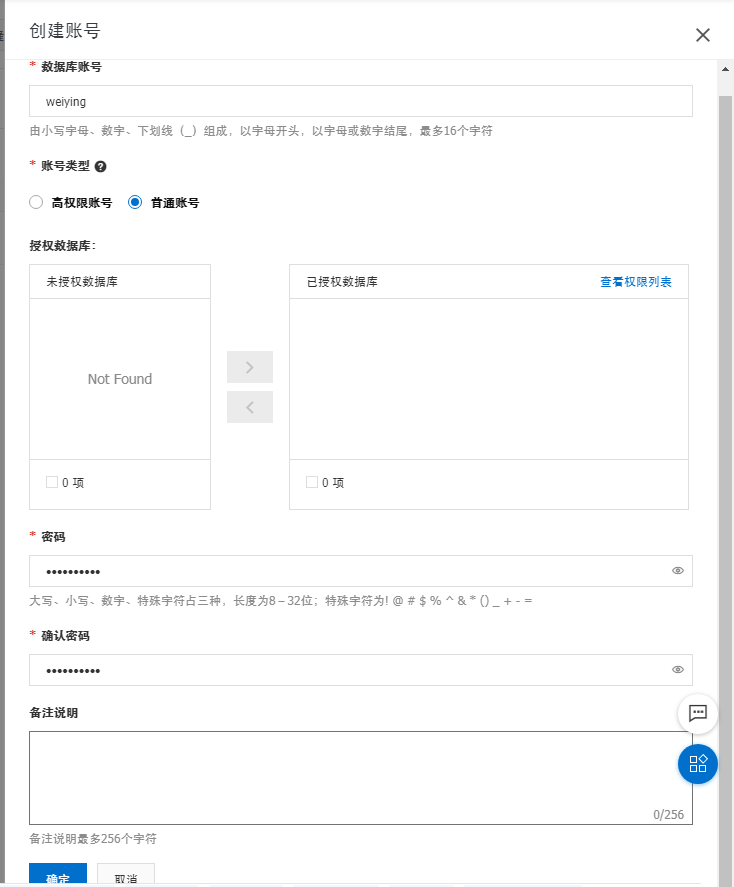 创建账号
* 数据库账号
weiying
由小写字母、数字、下划线（_）组成，以字母开头，以字母或数字结尾，最多16个字符
* 账号类型 ?
高权限账号 普通账号
授权数据库：
未授权数据库
已授权数据库 查看权限列表
Not Found
0 项
0 项
* 密码
••••••••••
大写、小写、数字、特殊字符占三种，长度为8－32位；特殊字符为! @ # $ % ^ & * () _ + - =
* 确认密码
••••••••••
备注说明
0/256
备注说明最多256个字符
确定 取消